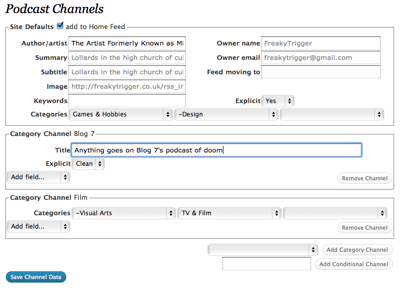 Podcast Channels
Site Defaults add to Home Feed
Author/artist The Artist Formerly Known as Mi Owner name FreakyTrigger
Summary Lollards in the high church of cul Owner email freakytrigger@gmail.com
Subtitle Lollards in the high church of cul Feed moving to
Image http://freakytrigger.co.uk/rss_ir
Keywords Explicit Yes
Categories Games & Hobbies –Design
Category Channel Blog 7
Title Anything goes on Blog 7's podcast of doom
Explicit Clean
Add field... Remove Channel
Category Channel Film
Categories –Visual Arts TV & Film
Add field... Remove Channel
Add Category Channel
Add Conditional Channel
Save Channel Data